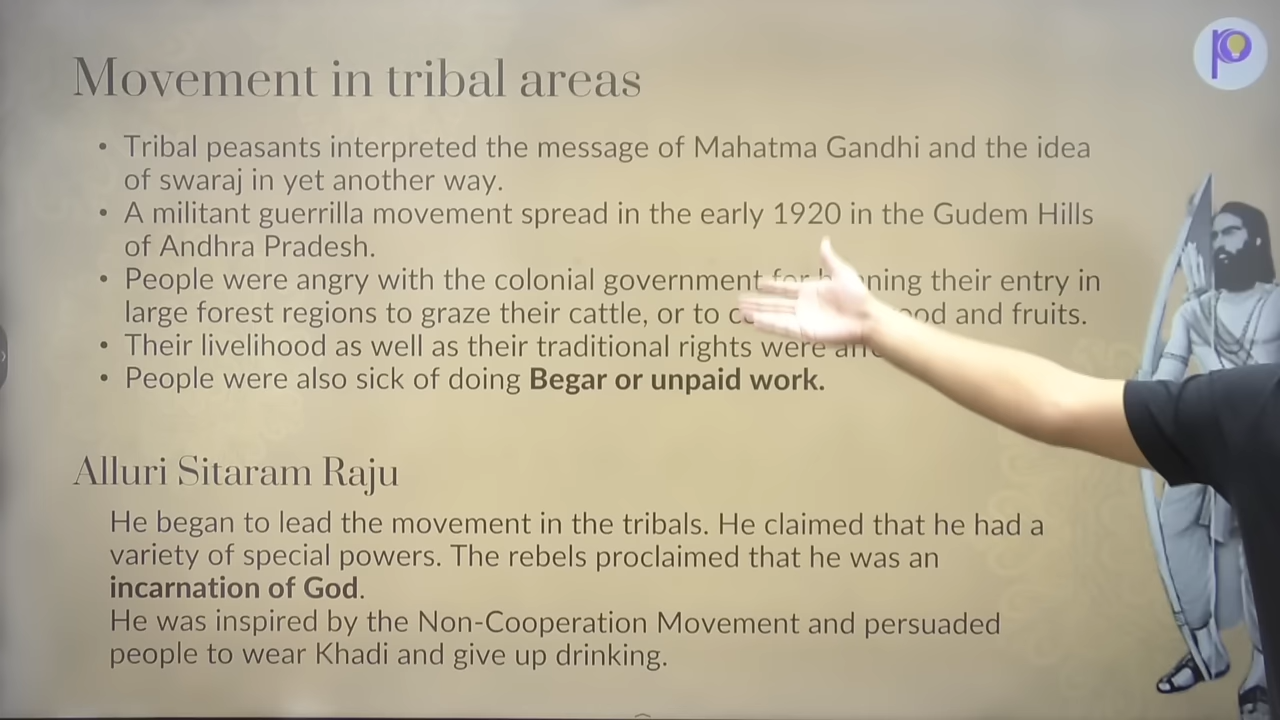 Movement in tribal areas
• Tribal peasants interpreted the message of Mahatma Gandhi and the idea
of swaraj in yet another way.
• A militant guerrilla movement spread in the early 1920 in the Gudem Hills
of Andhra Pradesh.
• People were angry with the colonial government for their entry in
large forest regions to graze their cattle, or to and fruits.
• Their livelihood as well as their traditional rights were
• People were also sick of doing Begar or unpaid work.
Alluri Sitaram Raju
He began to lead the movement in the tribals. He claimed that he had a
variety of special powers. The rebels proclaimed that he was an
incarnation of God.
He was inspired by the Non-Cooperation Movement and persuaded
people to wear Khadi and give up drinking.